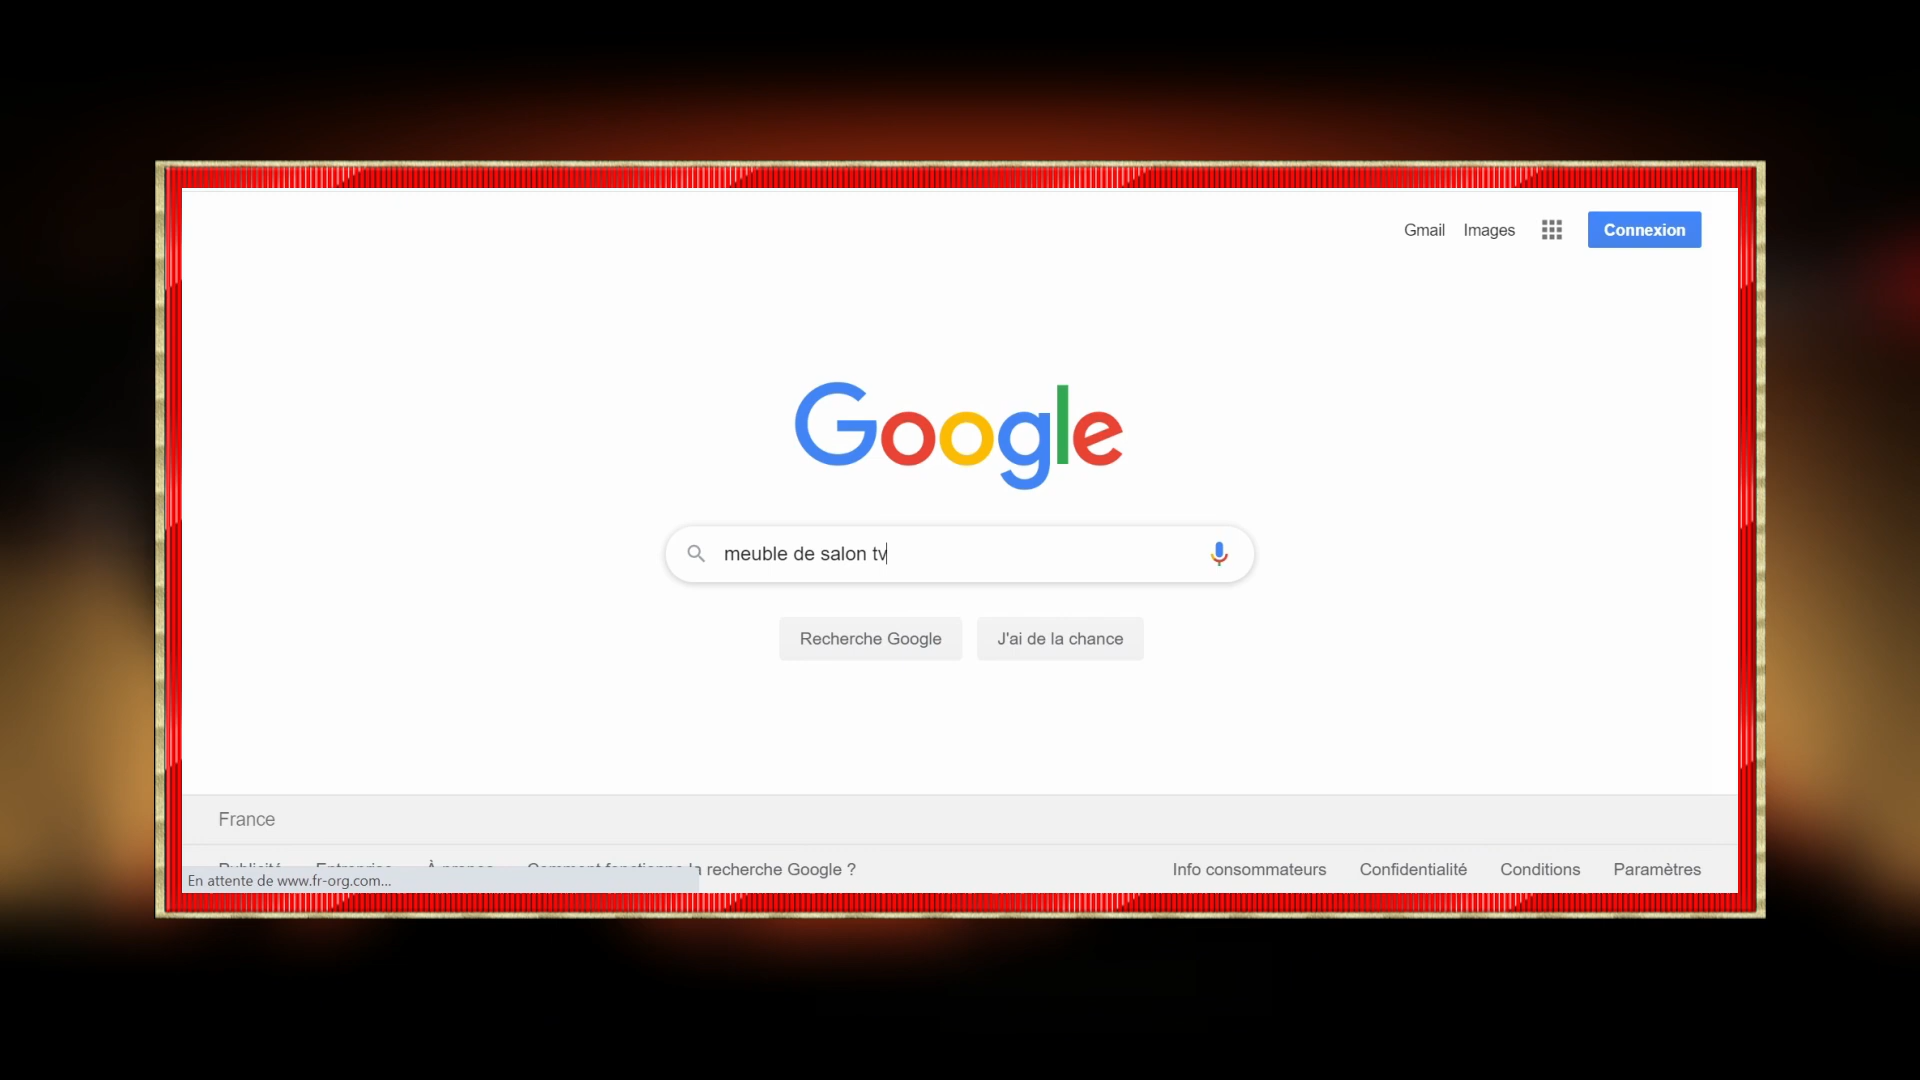 Gmail Images Connexion
Google
meuble de salon tv
Recherche Google J'ai de la chance
France
recherche Google ? Info consommateurs Confidentialité Conditions Paramètres
En attente de www.fr-org.com...